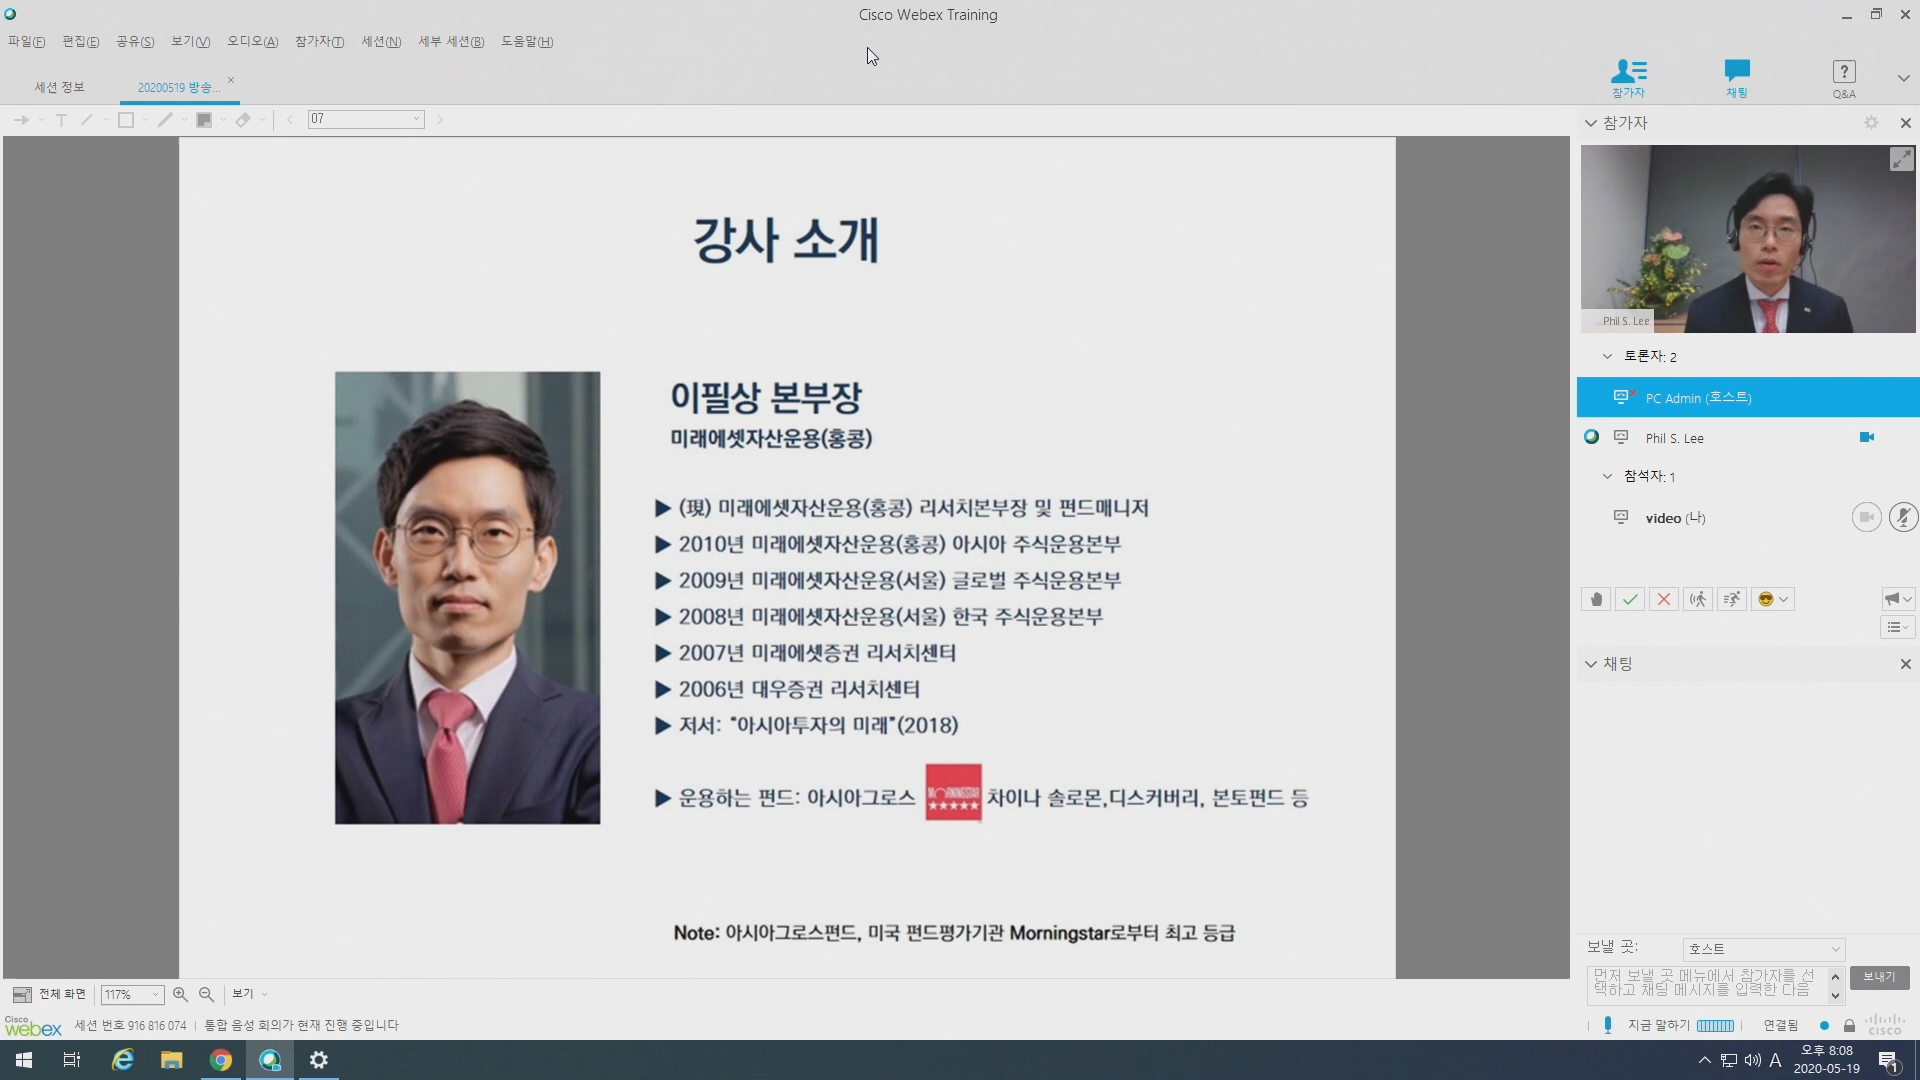 Cisco Webex Training
파일(F) 편집(E) 공유(S) 보기(V) 오디오(A) 참가자(T) 세션(N) 세부 세션(B) 도움말(H)
세션 정보
20200519 방송...
참가자
채팅
Q&A
07
참가자
강사 소개
이필상 본부장
미래에셋자산운용(홍콩)
▶ (現) 미래에셋자산운용(홍콩) 리서치본부장 및 펀드매니저
▶ 2010년 미래에셋자산운용(홍콩) 아시아 주식운용본부
▶ 2009년 미래에셋자산운용(서울) 글로벌 주식운용본부
▶ 2008년 미래에셋자산운용(서울) 한국 주식운용본부
▶ 2007년 미래에셋증권 리서치센터
▶ 2006년 대우증권 리서치센터
▶ 저서: “아시아투자의 미래”(2018)
▶ 운용하는 펀드: 아시아그로스 MORNINGSTAR ★★★★★ 차이나 솔로몬,디스커버리, 본토펀드 등
Note: 아시아그로스펀드, 미국 펀드평가기관 Morningstar로부터 최고 등급
Phil S. Lee
토론자: 2
PC Admin (호스트)
Phil S. Lee
참석자: 1
video (나)
채팅
보낼 곳:
호스트
먼저 보낼 곳 메뉴에서 참가자를 선
택하고 채팅 메시지를 입력한 다음
보내기
전체 화면
117%
보기
Cisco
webex
세션 번호 916 816 074 | 통합 음성 회의가 현재 진행 중입니다
지금 말하기
연결됨
cisco
A
오후 8:08
2020-05-19
1